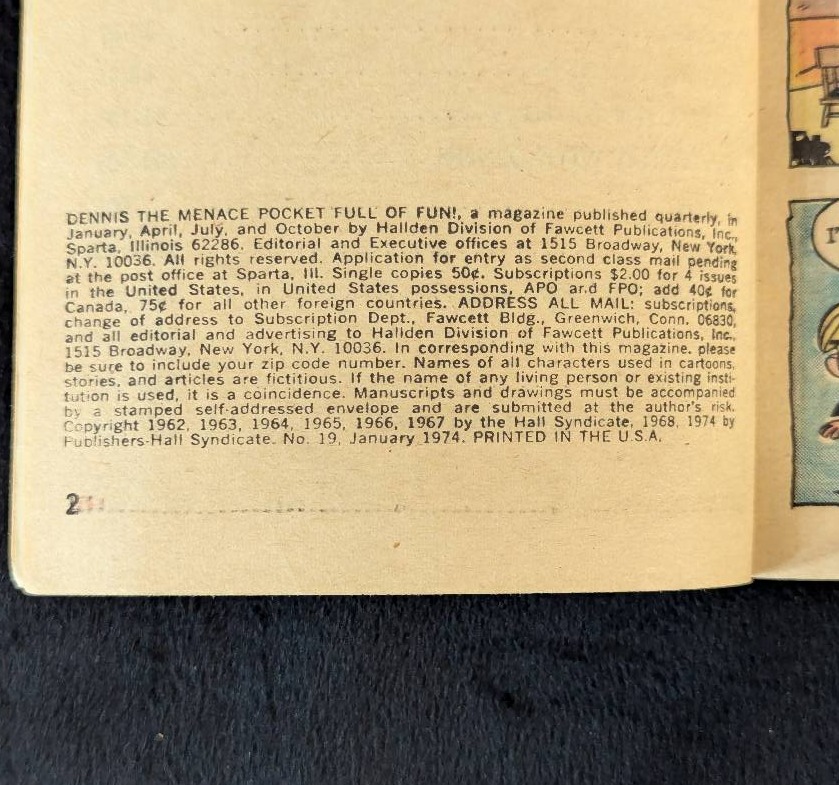 DENNIS THE MENACE POCKET FULL OF FUN!, a magazine published quarterly, in
January, April, July, and October by Hallden Division of Fawcett Publications, Inc.,
Sparta, Illinois 62286. Editorial and Executive offices at 1515 Broadway, New York,
N.Y. 10036. All rights reserved. Application for entry as second class mail pending
at the post office at Sparta, Ill. Single copies 50¢. Subscriptions $2.00 for 4 issues
in the United States, in United States possessions, APO ar.d FPO; add 40¢ for
Canada, 75¢ for all other foreign countries. ADDRESS ALL MAIL: subscriptions,
change of address to Subscription Dept., Fawcett Bldg., Greenwich, Conn. 06830,
and all editorial and advertising to Hallden Division of Fawcett Publications, Inc.,
1515 Broadway, New York, N.Y. 10036. In corresponding with this magazine, please
be sure to include your zip code number. Names of all characters used in cartoons,
stories, and articles are fictitious. If the name of any living person or existing insti-
tution is used, it is a coincidence. Manuscripts and drawings must be accompanied
by a stamped self-addressed envelope and are submitted at the author's risk.
Copyright 1962, 1963, 1964, 1965, 1966, 1967 by the Hall Syndicate, 1968, 1974 by
Publishers-Hall Syndicate. No. 19, January 1974. PRINTED IN THE U.S.A.
2